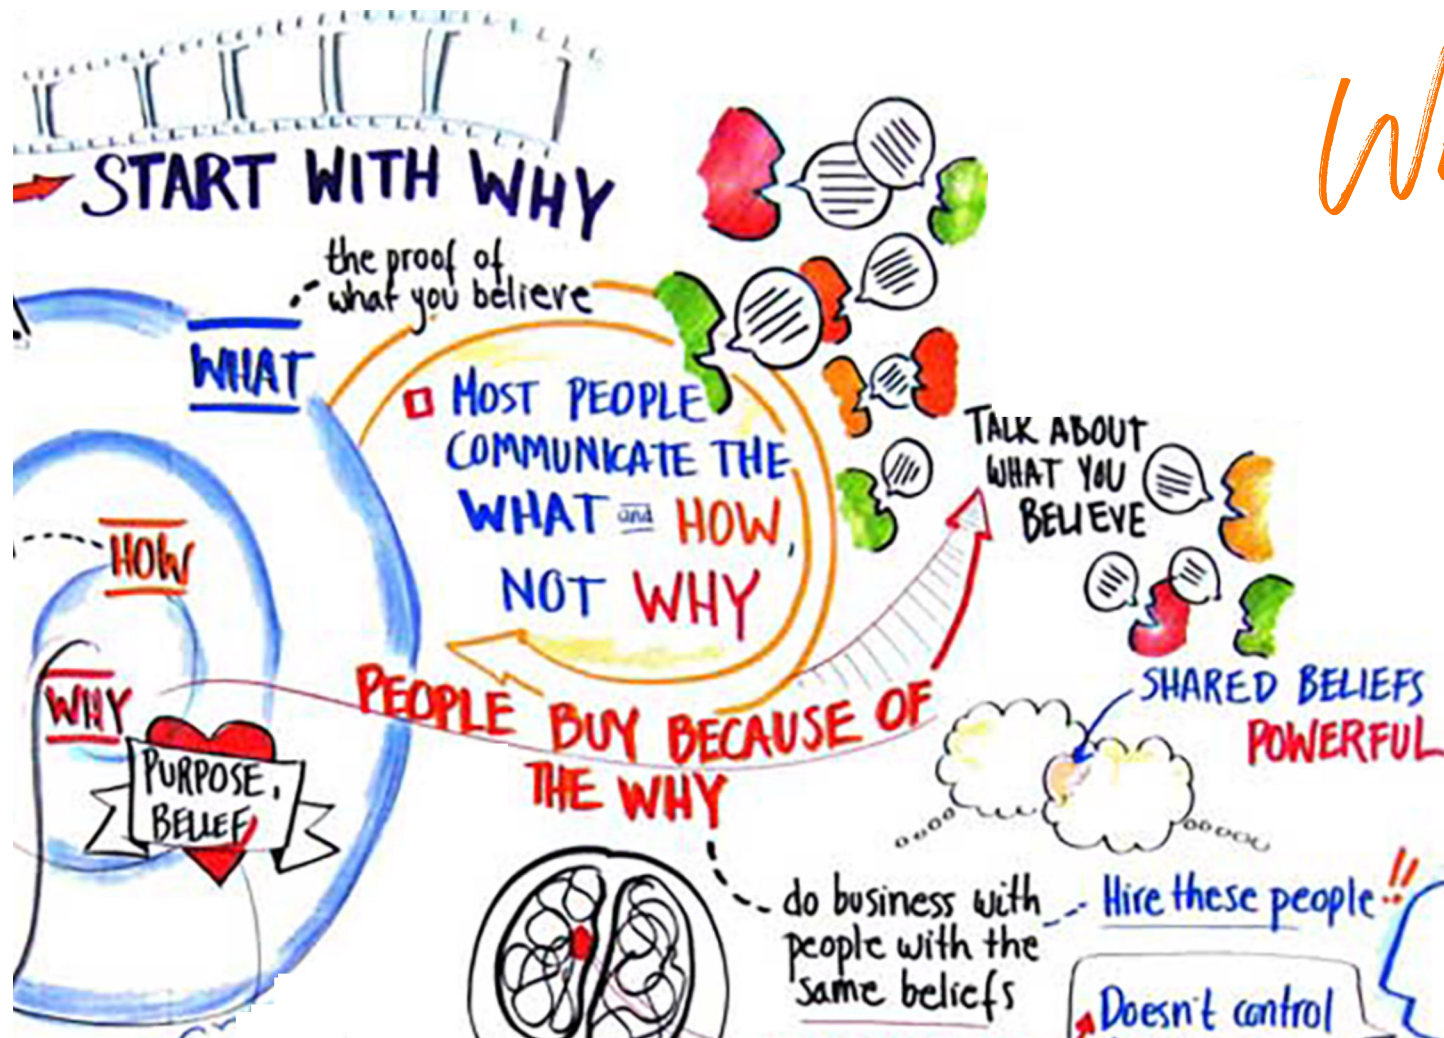 START WITH WHY
the proof of
what you believe
WHAT
MOST PEOPLE
COMMUNICATE THE
WHAT and HOW,
NOT WHY
HOW
WHY
PURPOSE,
BELIEF
PEOPLE BUY BECAUSE OF
THE WHY
TALK ABOUT
WHAT YOU
BELIEVE
SHARED BELIEFS
POWERFUL
do business with
people with the
same beliefs
Hire these people !!
Doesn't control